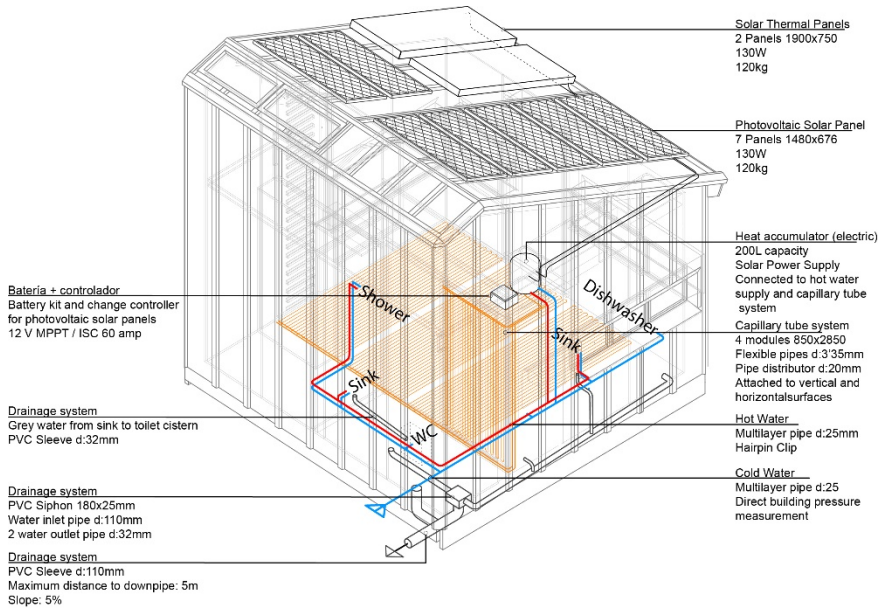 Solar Thermal Panels
2 Panels 1900x750
130W
120kg
Photovoltaic Solar Panel
7 Panels 1480x676
130W
120kg
Heat accumulator (electric)
200L capacity
Solar Power Supply
Connected to hot water
supply and capillary tube
system
Capillary tube system
4 modules 850x2850
Flexible pipes d:3'35mm
Pipe distributor d:20mm
Attached to vertical and
horizontalsurfaces
Hot Water
Multilayer pipe d:25mm
Hairpin Clip
Cold Water
Multilayer pipe d:25
Direct building pressure
measurement
Batería + controlador
Battery kit and change controller
for photovoltaic solar panels
12 V MPPT / ISC 60 amp
Drainage system
Grey water from sink to toilet cistern
PVC Sleeve d:32mm
Drainage system
PVC Siphon 180x25mm
Water inlet pipe d:110mm
2 water outlet pipe d:32mm
Drainage system
PVC Sleeve d:110mm
Maximum distance to downpipe: 5m
Slope: 5%
Shower
Sink
WC
Sink
Dishwasher